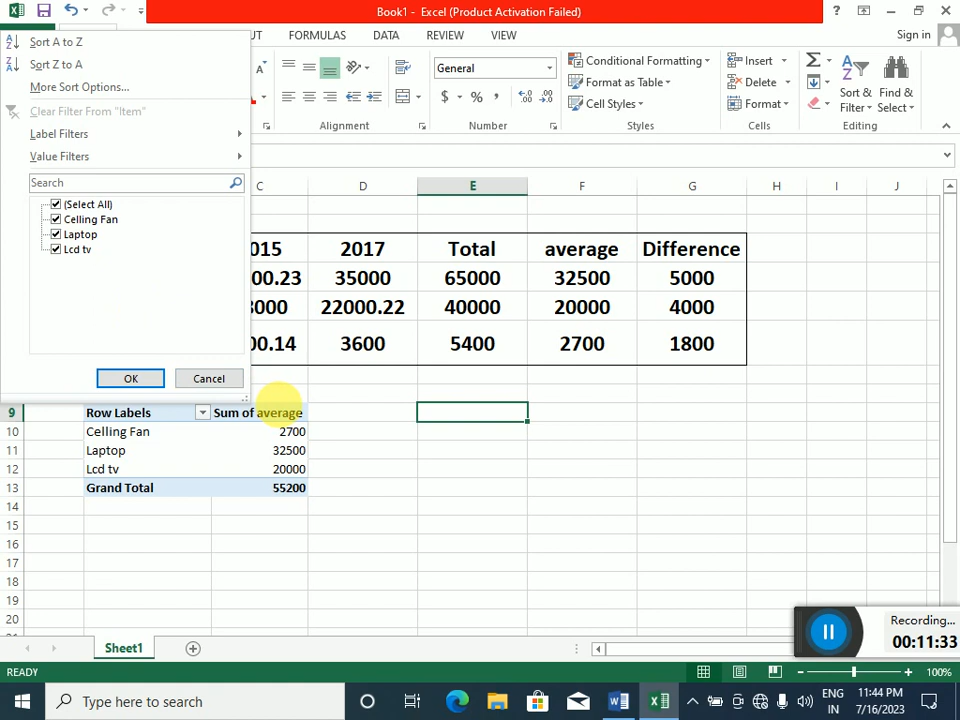 Book1 - Excel (Product Activation Failed)
UT FORMULAS DATA REVIEW VIEW Sign in
Sort A to Z
Sort Z to A
More Sort Options...
Clear Filter From "Item"
Label Filters
Value Filters
Search
(Select All)
Celling Fan
Laptop
Lcd tv
OK Cancel
General
Conditional Formatting
Format as Table
Cell Styles
Insert
Delete
Format
Sort & Filter
Find & Select
Alignment Number Styles Cells Editing
C D E F G H I J
015 2017 Total average Difference
00.23 35000 65000 32500 5000
8000 22000.22 40000 20000 4000
00.14 3600 5400 2700 1800
9 Row Labels Sum of average
10 Celling Fan 2700
11 Laptop 32500
12 Lcd tv 20000
13 Grand Total 55200
14
15
16
17
18
19
20
Recording...
00:11:33
Sheet1
READY 100%
Type here to search
ENG
IN
11:44 PM
7/16/2023